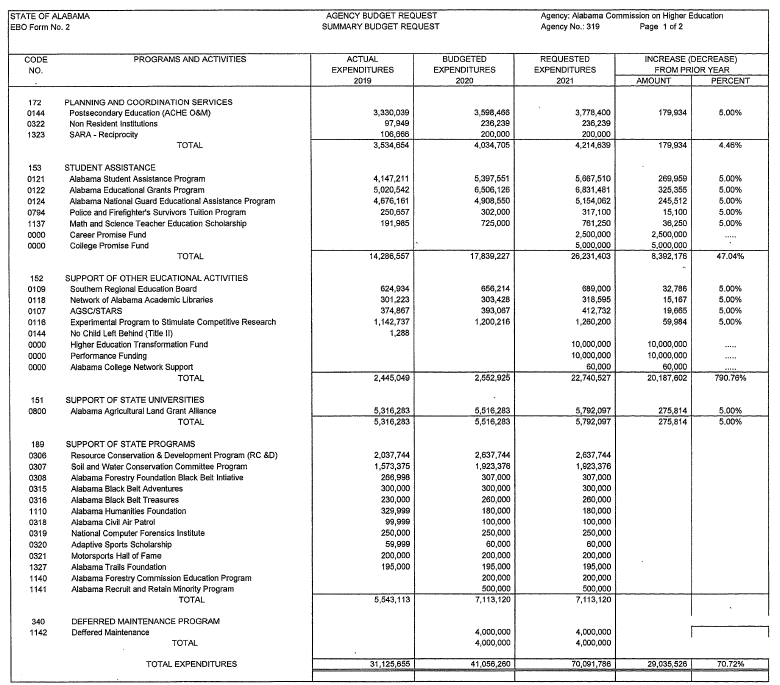 STATE OF ALABAMA AGENCY BUDGET REQUEST Agency: Alabama Commission on Higher Education
EBO Form No. 2 SUMMARY BUDGET REQUEST Agency No.: 319 Page 1 of 2
CODE PROGRAMS AND ACTIVITIES ACTUAL BUDGETED REQUESTED INCREASE (DECREASE)
NO. EXPENDITURES EXPENDITURES EXPENDITURES FROM PRIOR YEAR
2019 2020 2021 AMOUNT PERCENT
172 PLANNING AND COORDINATION SERVICES
0144 Postsecondary Education (ACHE O&M) 3,330,039 3,598,466 3,778,400 179,934 5.00%
0322 Non Resident Institutions 97,949 236,239 236,239
1323 SARA - Reciprocity 106,666 200,000 200,000
TOTAL 3,534,654 4,034,705 4,214,639 179,934 4.46%
153 STUDENT ASSISTANCE
0121 Alabama Student Assistance Program 4,147,211 5,397,551 5,667,510 269,959 5.00%
0122 Alabama Educational Grants Program 5,020,542 6,506,126 6,831,481 325,355 5.00%
0124 Alabama National Guard Educational Assistance Program 4,676,161 4,908,550 5,154,062 245,512 5.00%
0794 Police and Firefighter's Survivors Tuition Program 250,657 302,000 317,100 15,100 5.00%
1137 Math and Science Teacher Education Scholarship 191,985 725,000 761,250 36,250 5.00%
0000 Career Promise Fund 2,500,000 2,500,000 .....
0000 College Promise Fund 5,000,000 5,000,000
TOTAL 14,286,557 17,839,227 26,231,403 8,392,176 47.04%
152 SUPPORT OF OTHER EUCATIONAL ACTIVITIES
0109 Southern Regional Education Board 624,934 656,214 689,000 32,786 5.00%
0118 Network of Alabama Academic Libraries 301,223 303,428 318,595 15,167 5.00%
0107 AGSC/STARS 374,867 393,067 412,732 19,665 5.00%
0116 Experimental Program to Stimulate Competitive Research 1,142,737 1,200,216 1,260,200 59,984 5.00%
0144 No Child Left Behind (Title II) 1,288
0000 Higher Education Transformation Fund 10,000,000 10,000,000 .....
0000 Performance Funding 10,000,000 10,000,000 .....
0000 Alabama College Network Support 60,000 60,000 .....
TOTAL 2,445,049 2,552,925 22,740,527 20,187,602 790.76%
151 SUPPORT OF STATE UNIVERSITIES
0800 Alabama Agricultural Land Grant Alliance 5,316,283 5,516,283 5,792,097 275,814 5.00%
TOTAL 5,316,283 5,516,283 5,792,097 275,814 5.00%
189 SUPPORT OF STATE PROGRAMS
0306 Resource Conservation & Development Program (RC &D) 2,037,744 2,637,744 2,637,744
0307 Soil and Water Conservation Committee Program 1,573,375 1,923,376 1,923,376
0308 Alabama Forestry Foundation Black Belt Intiative 266,998 307,000 307,000
0315 Alabama Black Belt Adventures 300,000 300,000 300,000
0316 Alabama Black Belt Treasures 230,000 260,000 260,000
1110 Alabama Humanities Foundation 329,999 180,000 180,000
0318 Alabama Civil Air Patrol 99,999 100,000 100,000
0319 National Computer Forensics Institute 250,000 250,000 250,000
0320 Adaptive Sports Scholarship 59,999 60,000 60,000
0321 Motorsports Hall of Fame 200,000 200,000 200,000
1327 Alabama Trails Foundation 195,000 195,000 195,000
1140 Alabama Forestry Commission Education Program 200,000 200,000
1141 Alabama Recruit and Retain Minority Program 500,000 500,000
TOTAL 5,543,113 7,113,120 7,113,120
340 DEFERRED MAINTENANCE PROGRAM
1142 Deffered Maintenance 4,000,000 4,000,000
TOTAL 4,000,000 4,000,000
TOTAL EXPENDITURES 31,125,655 41,056,260 70,091,786 29,035,526 70.72%